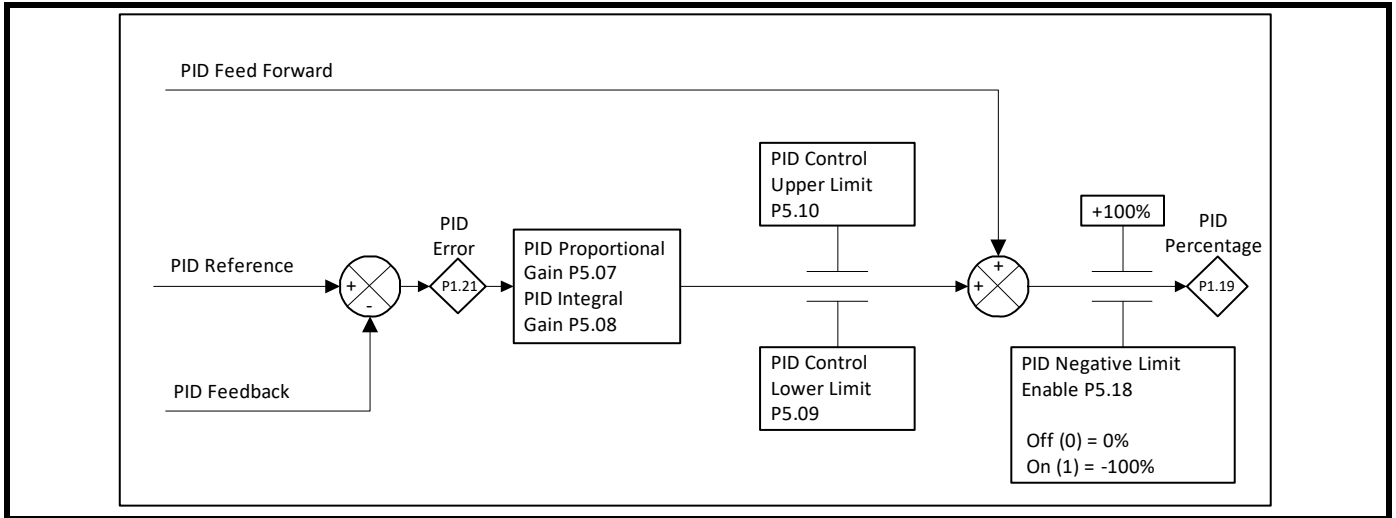 PID Feed Forward
PID Control
Upper Limit
P5.10
+100%
PID
Percentage
PID
Error
PID Reference
+
-
P1.21
PID Proportional
Gain P5.07
PID Integral
Gain P5.08
+
+
P1.19
PID Feedback
PID Control
Lower Limit
P5.09
PID Negative Limit
Enable P5.18
Off (0) = 0%
On (1) = -100%